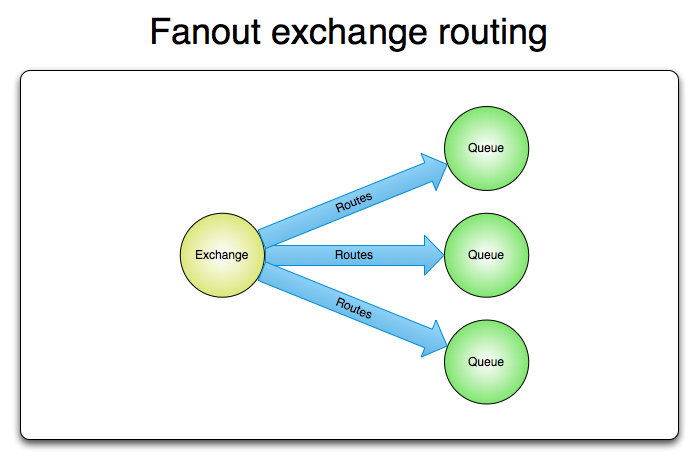 Fanout exchange routing
Queue
Routes
Exchange
Routes
Queue
Routes
Queue